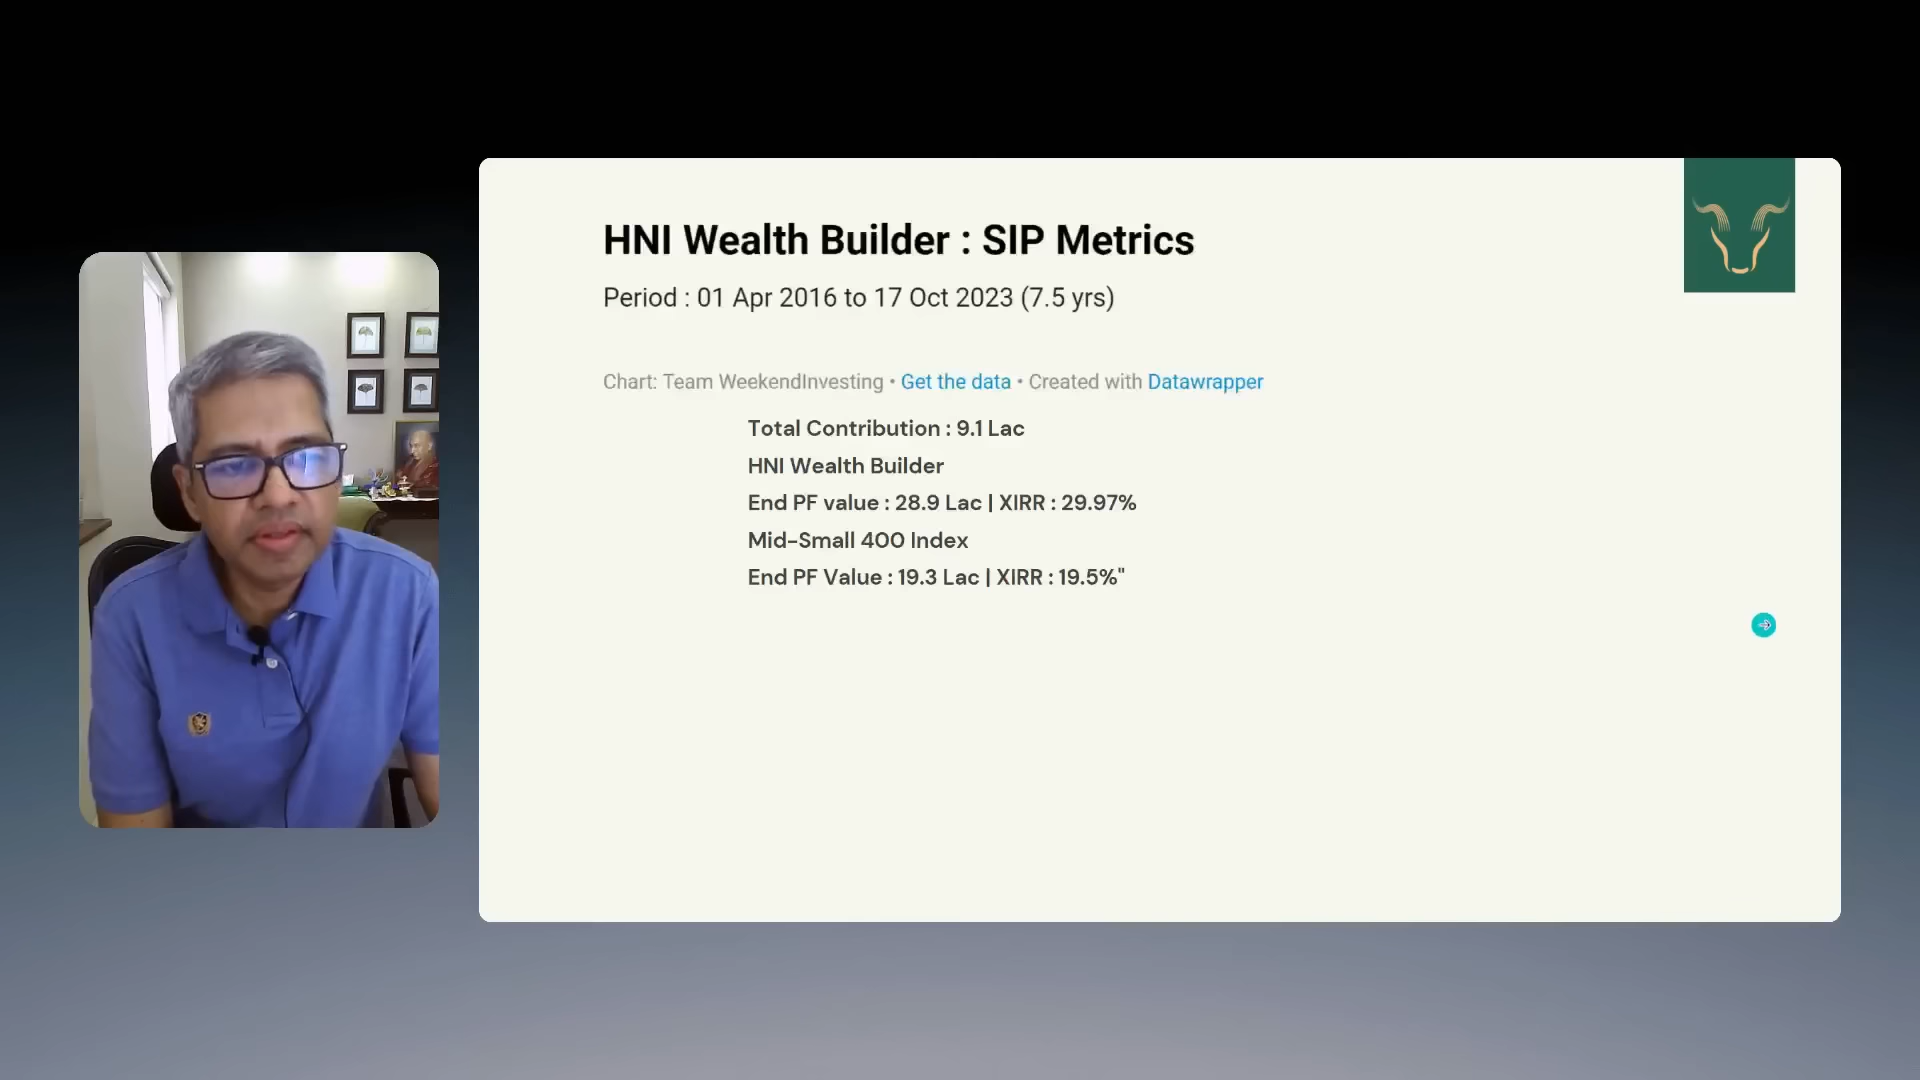 HNI Wealth Builder : SIP Metrics
Period : 01 Apr 2016 to 17 Oct 2023 (7.5 yrs)
Chart: Team WeekendInvesting • Get the data • Created with Datawrapper
Total Contribution : 9.1 Lac
HNI Wealth Builder
End PF value : 28.9 Lac | XIRR : 29.97%
Mid-Small 400 Index
End PF Value : 19.3 Lac | XIRR : 19.5%"